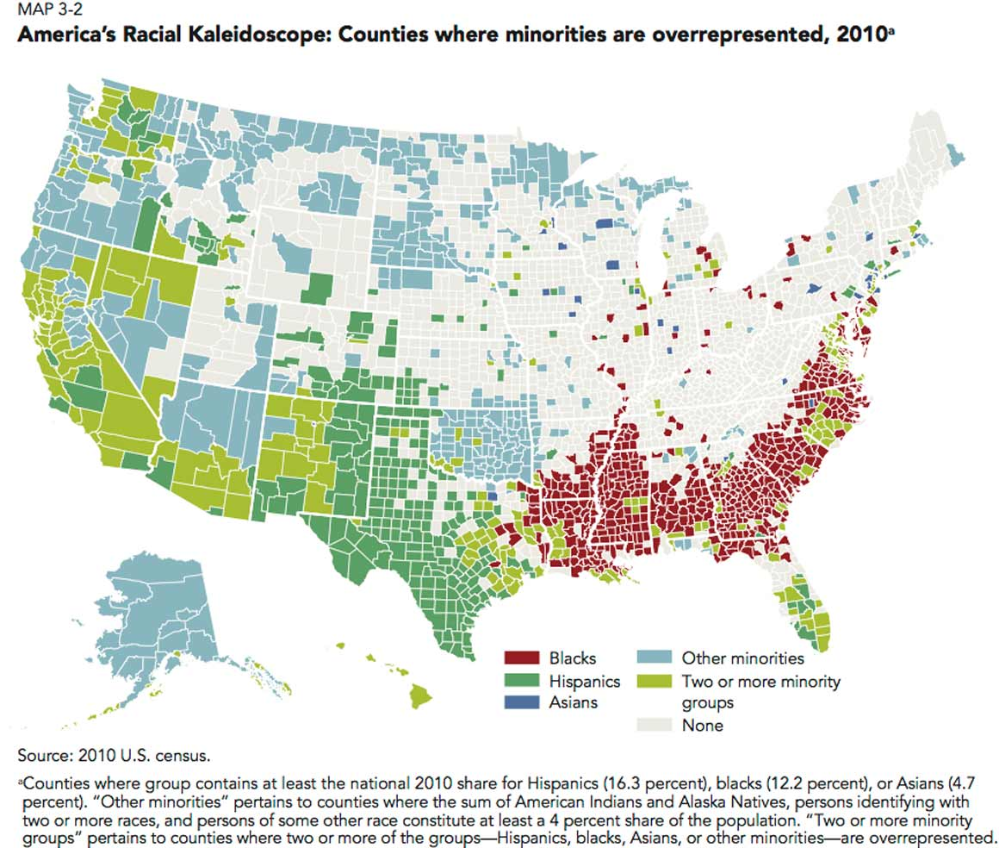 MAP 3-2
America's Racial Kaleidoscope: Counties where minorities are overrepresented, 2010ᵃ
Blacks
Hispanics
Asians
Other minorities
Two or more minority
groups
None
Source: 2010 U.S. census.
ᵃCounties where group contains at least the national 2010 share for Hispanics (16.3 percent), blacks (12.2 percent), or Asians (4.7
percent). “Other minorities” pertains to counties where the sum of American Indians and Alaska Natives, persons identifying with
two or more races, and persons of some other race constitute at least a 4 percent share of the population. “Two or more minority
groups” pertains to counties where two or more of the groups—Hispanics, blacks, Asians, or other minorities—are overrepresented.